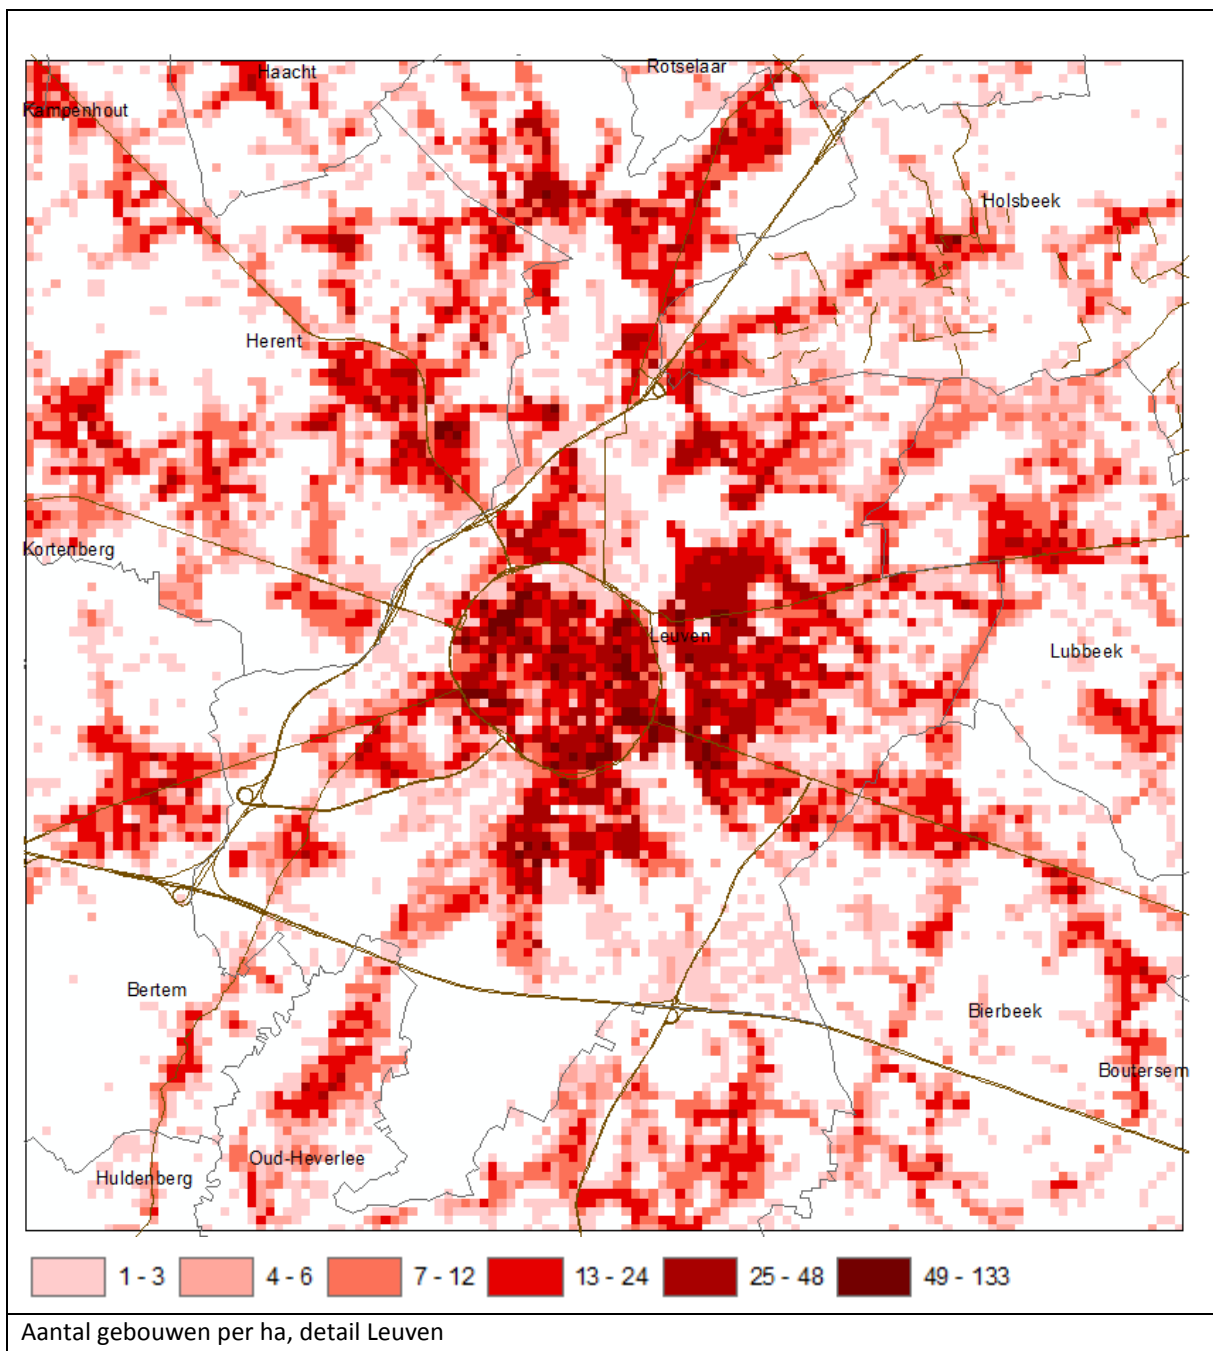 Haacht
Rotselaar
Kampenhout
Holsbeek
Herent
Kortenberg
Leuven
Lubbeek
Bertem
Bierbeek
Boutersem
Oud-Heverlee
Huldenberg
1 - 3 4 - 6 7 - 12 13 - 24 25 - 48 49 - 133
Aantal gebouwen per ha, detail Leuven